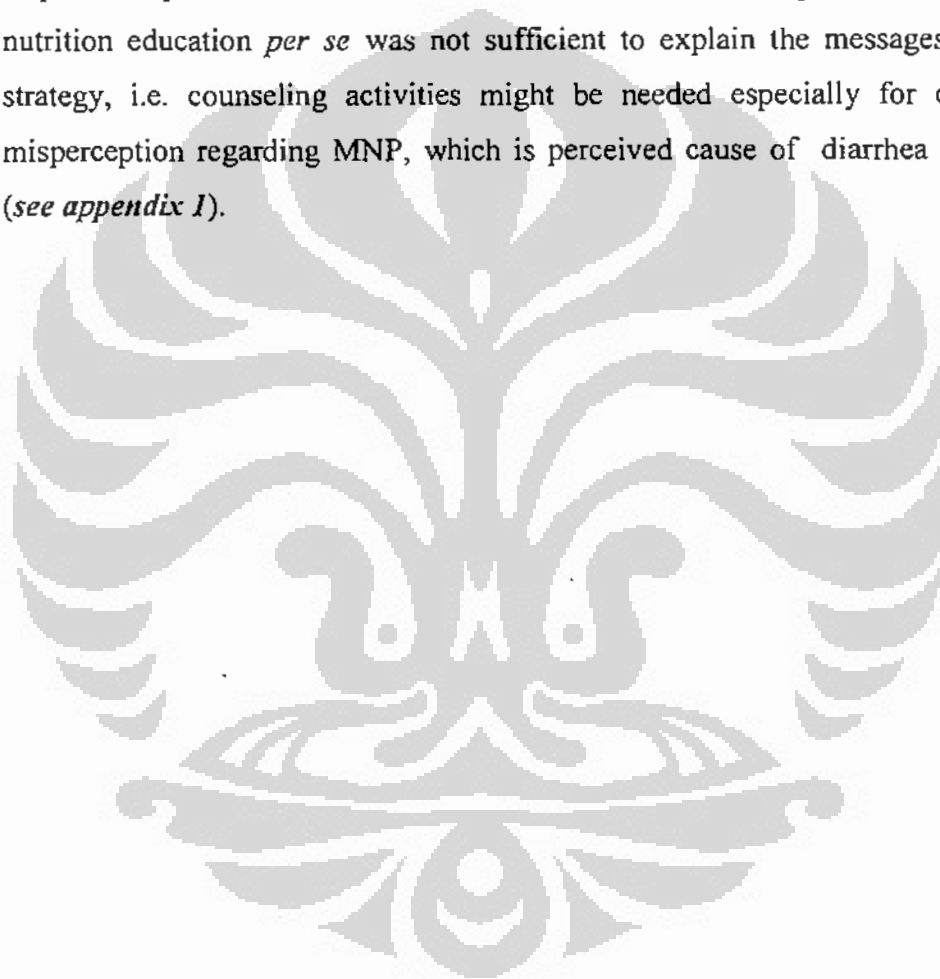 nutrition education per se was not sufficient to explain the messages
strategy, i.e. counseling activities might be needed especially for
misperception regarding MNP, which is perceived cause of diarrhea
(see appendix 1).